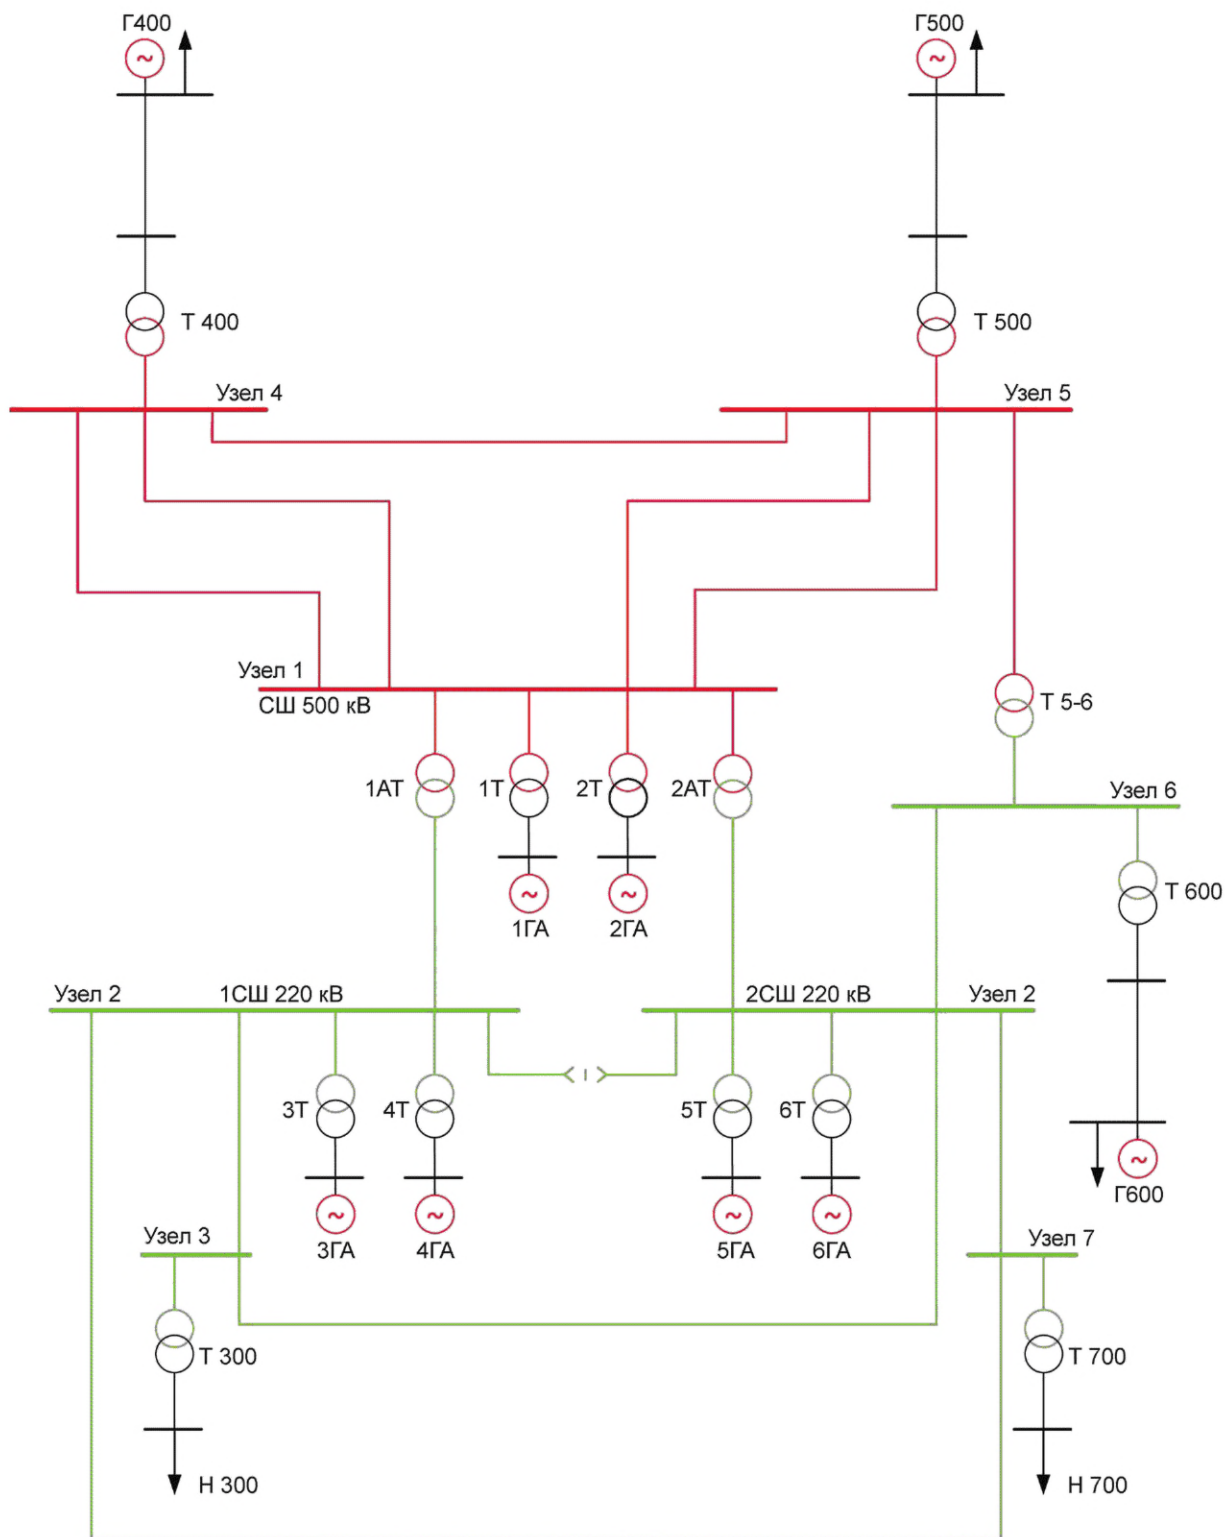 Г400
Г500
Т 400
Т 500
Узел 4
Узел 5
Узел 1
СШ 500 кВ
Т 5-6
1АТ
1Т
2Т
2АТ
Узел 6
Т 600
1ГА
2ГА
Узел 2
1СШ 220 кВ
2СШ 220 кВ
Узел 2
3Т
4Т
5Т
6Т
Г600
3ГА
4ГА
5ГА
6ГА
Узел 3
Узел 7
Т 300
Т 700
Н 300
Н 700